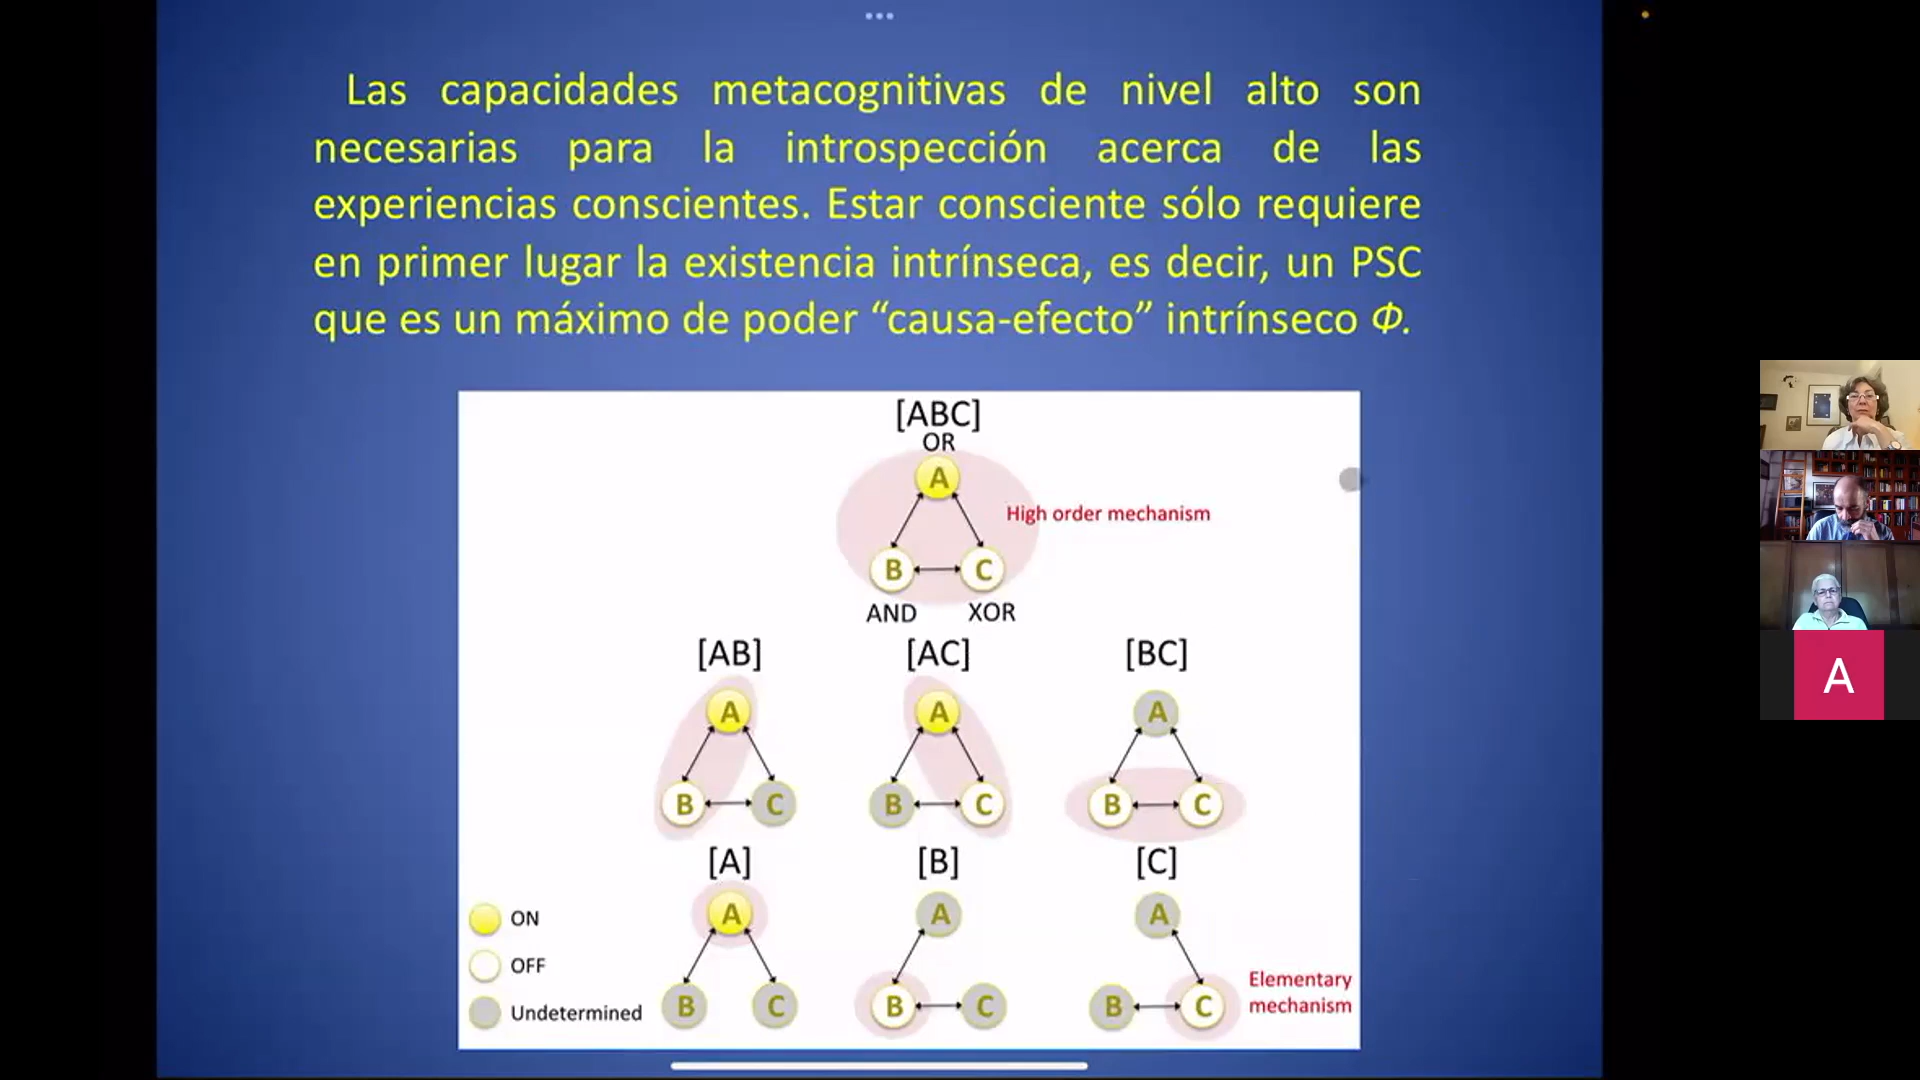 Las capacidades metacognitivas de nivel alto son
necesarias para la introspección acerca de las
experiencias conscientes. Estar consciente sólo requiere
en primer lugar la existencia intrínseca, es decir, un PSC
que es un máximo de poder “causa-efecto” intrínseco Φ.
[ABC]
OR
A
High order mechanism
B C
AND XOR
[AB] [AC] [BC]
A A A
B C B C B C
[A] [B] [C]
A A A
B C B C B C
ON
OFF
Undetermined
Elementary
mechanism
A